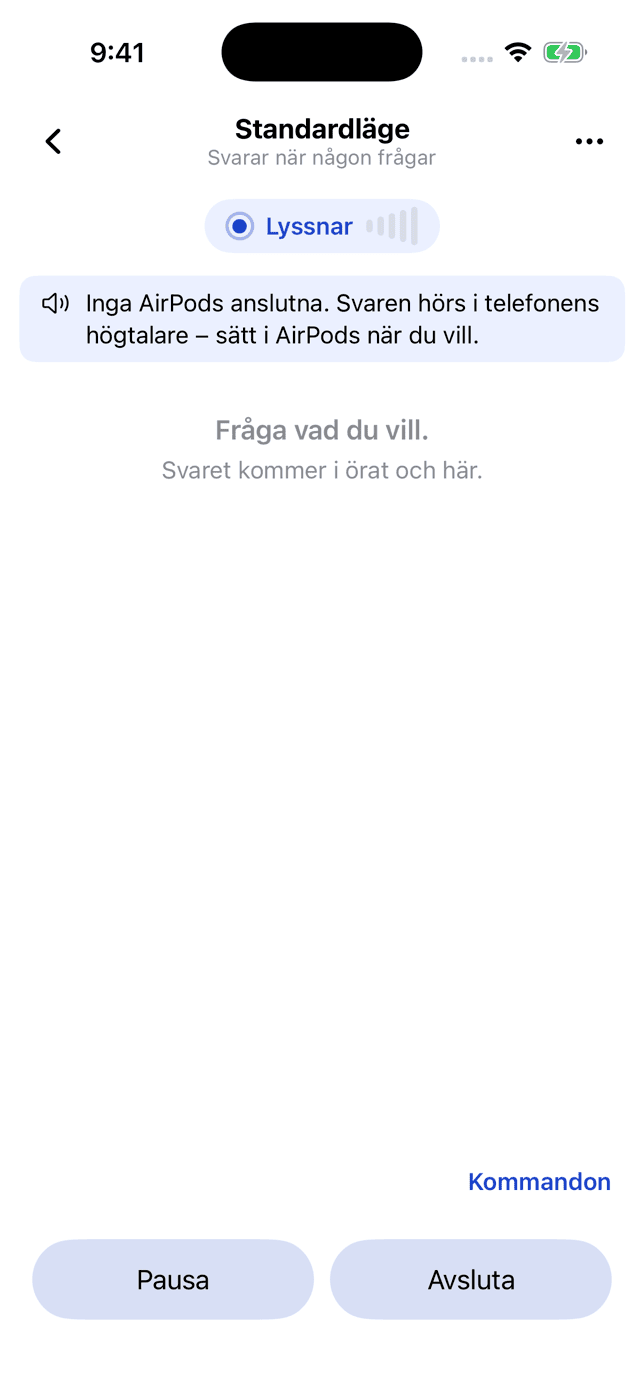 9:41
Standardläge
Svarar när någon frågar
Lyssnar
Inga AirPods anslutna. Svaren hörs i telefonens
högtalare – sätt i AirPods när du vill.
Fråga vad du vill.
Svaret kommer i örat och här.
Kommandon
Pausa
Avsluta